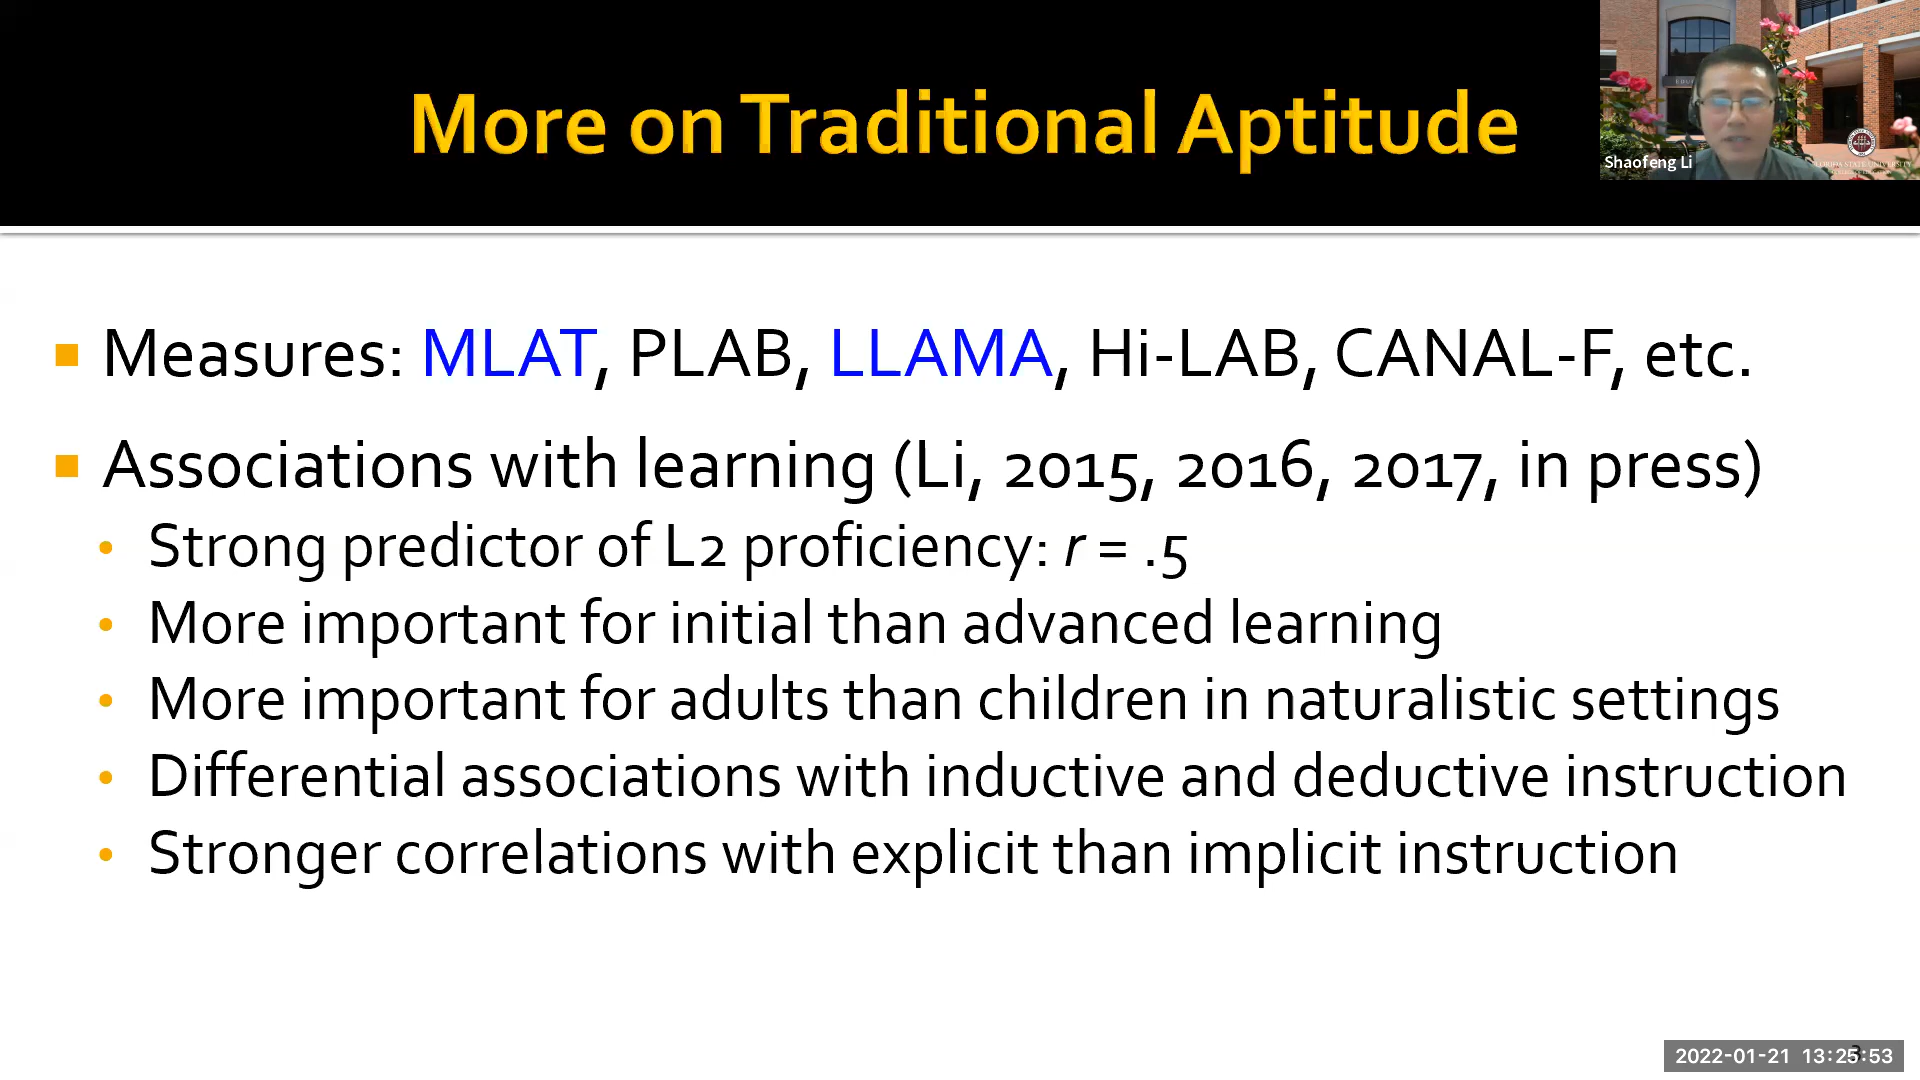 More on Traditional Aptitude
Shaofeng Li
Measures: MLAT, PLAB, LLAMA, Hi-LAB, CANAL-F, etc.
Associations with learning (Li, 2015, 2016, 2017, in press)
Strong predictor of L2 proficiency: r = .5
More important for initial than advanced learning
More important for adults than children in naturalistic settings
Differential associations with inductive and deductive instruction
Stronger correlations with explicit than implicit instruction
2022-01-21 13:25:53